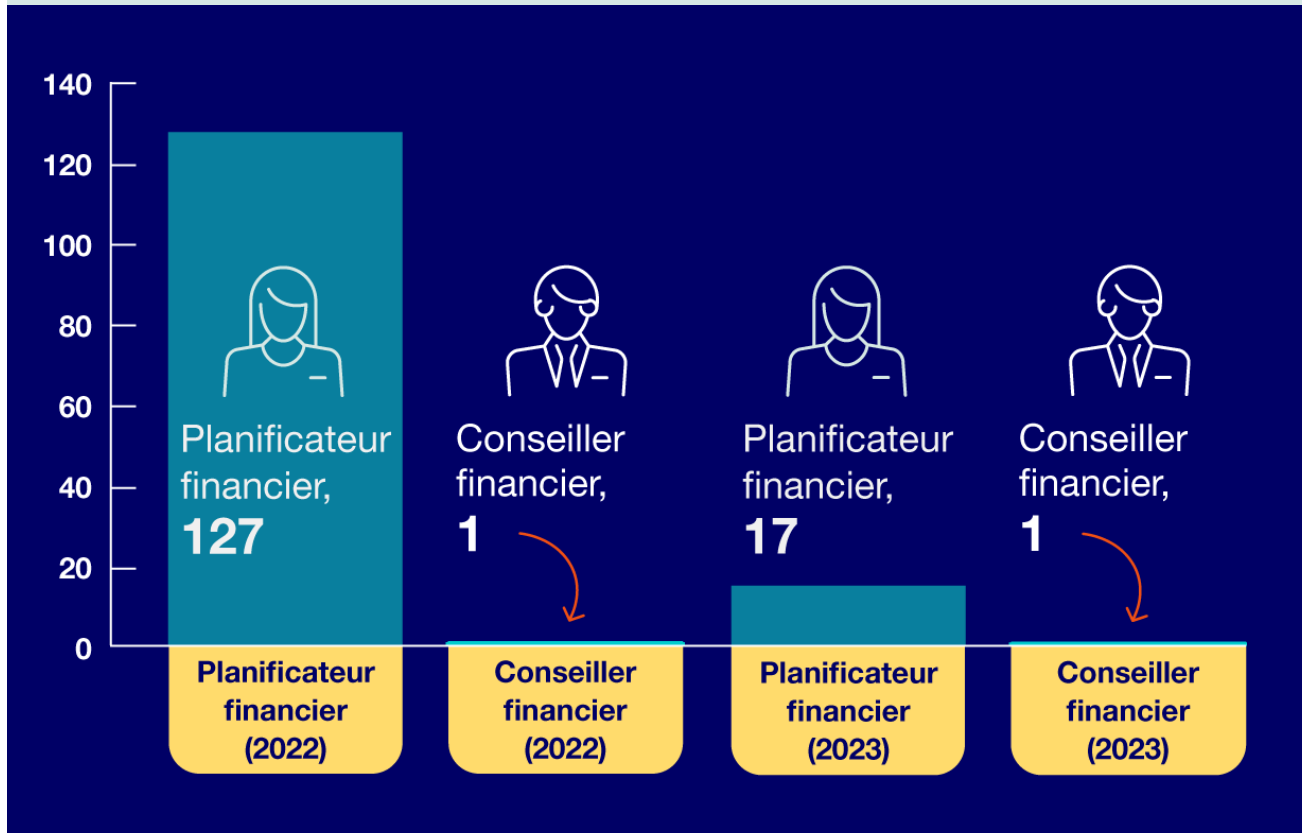 140
120
100
80
60
40
20
0
Planificateur
financier,
127
Conseiller
financier,
1
Planificateur
financier,
17
Conseiller
financier,
1
Planificateur
financier
(2022)
Conseiller
financier
(2022)
Planificateur
financier
(2023)
Conseiller
financier
(2023)